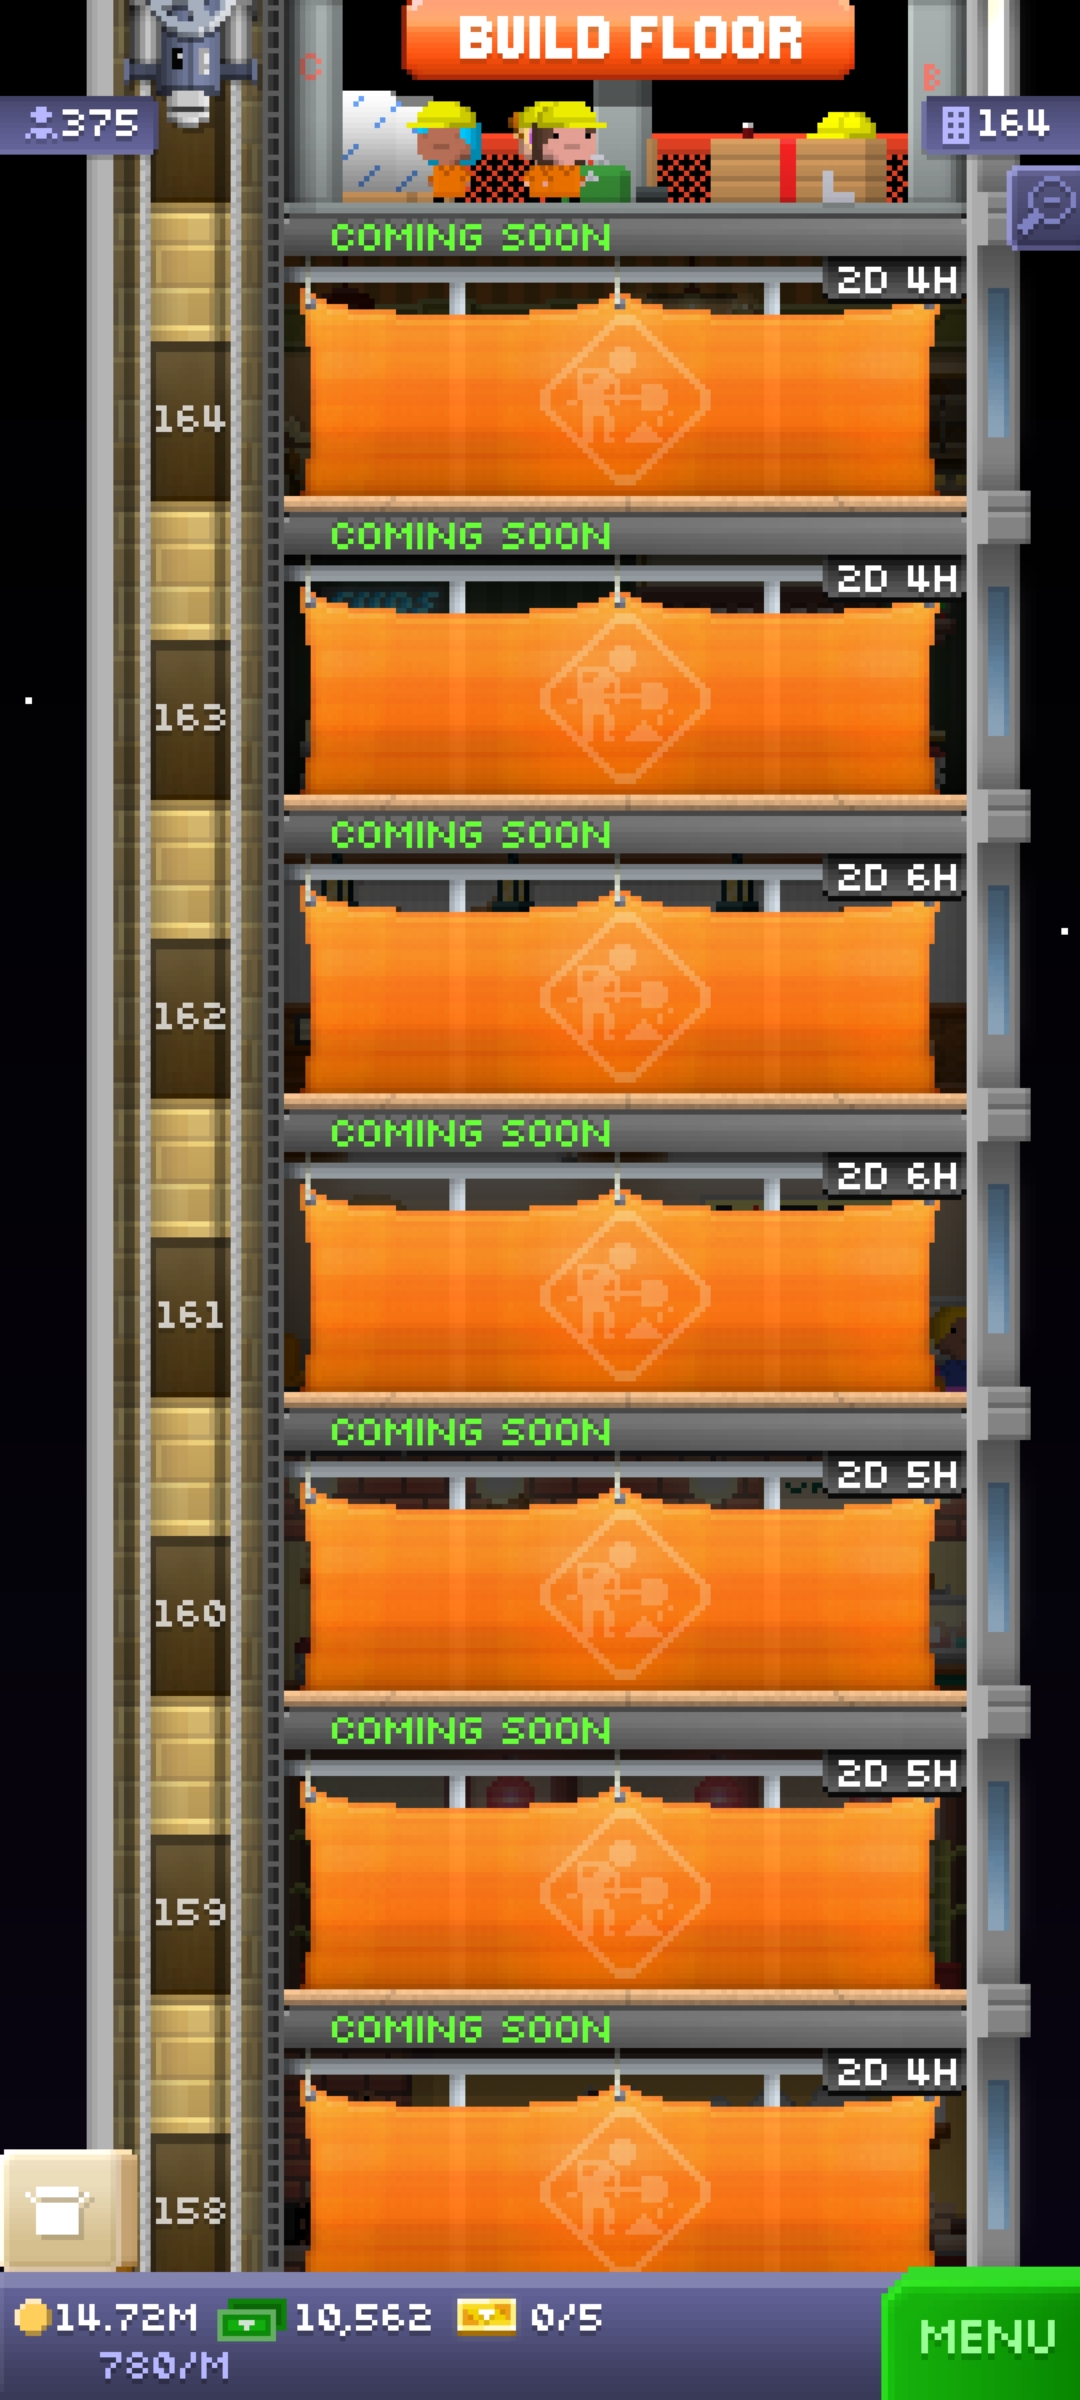 BUILD FLOOR
C
B
375
164
COMING SOON
2D 4H
164
COMING SOON
2D 4H
163
COMING SOON
2D 6H
162
COMING SOON
2D 6H
161
COMING SOON
2D 5H
160
COMING SOON
2D 5H
159
COMING SOON
2D 4H
158
14.72M 10,562 0/5
780/M
MENU